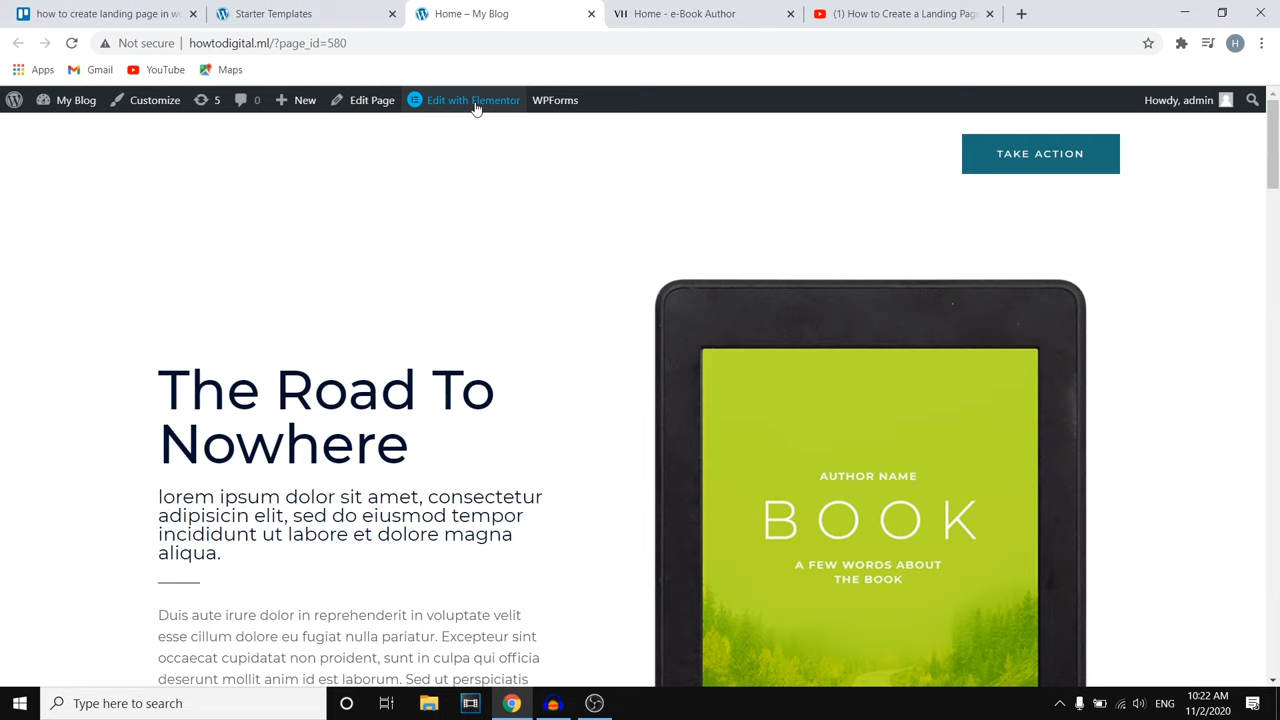 how to create landing page in w
Starter Templates
Home – My Blog
VII Home - e-Book Author
(1) How to Create a Landing Pag
Not secure howtodigital.ml/?page_id=580
H
Apps Gmail YouTube Maps
My Blog Customize 5 0 New Edit Page Edit with Elementor WPForms Howdy, admin
TAKE ACTION
The Road To
Nowhere
lorem ipsum dolor sit amet, consectetur
adipisicin elit, sed do eiusmod tempor
incididunt ut labore et dolore magna
aliqua.
Duis aute irure dolor in reprehenderit in voluptate velit
esse cillum dolore eu fugiat nulla pariatur. Excepteur sint
occaecat cupidatat non proident, sunt in culpa qui officia
deserunt mollit anim id est laborum. Sed ut perspiciatis
AUTHOR NAME
BOOK
A FEW WORDS ABOUT
THE BOOK
Type here to search
ENG
10:22 AM
11/2/2020